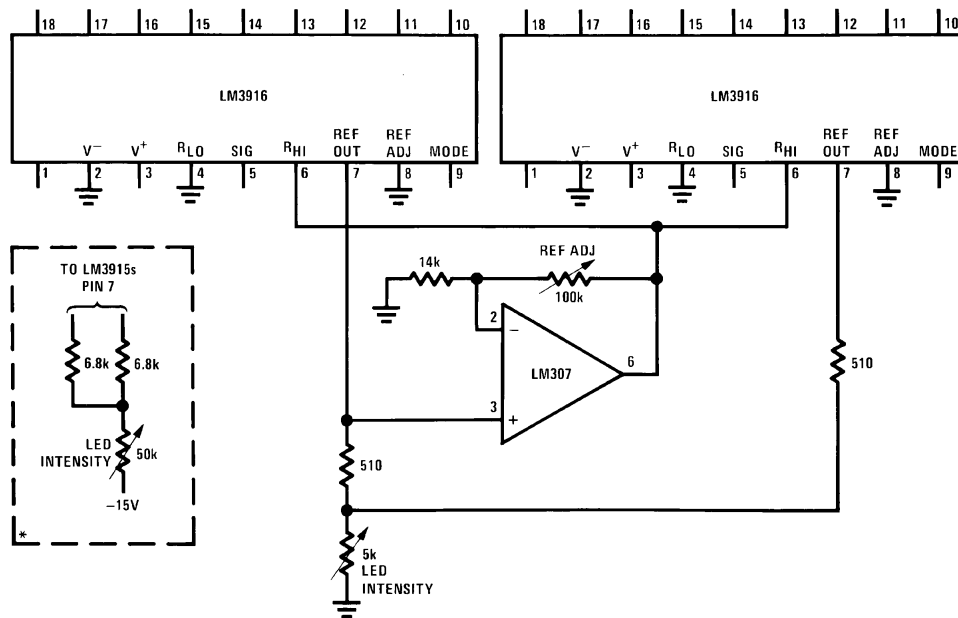 18 17 16 15 14 13 12 11 10
18 17 16 15 14 13 12 11 10
LM3916
LM3916
V− V+ RLO SIG RHI REF OUT REF ADJ MODE
V− V+ RLO SIG RHI REF OUT REF ADJ MODE
1 2 3 4 5 6 7 8 9
1 2 3 4 5 6 7 8 9
TO LM3915s
PIN 7
6.8k 6.8k
LED
INTENSITY
50k
−15V
*
14k
REF ADJ
100k
2
−
LM307
6
3
+
510
510
5k
LED
INTENSITY